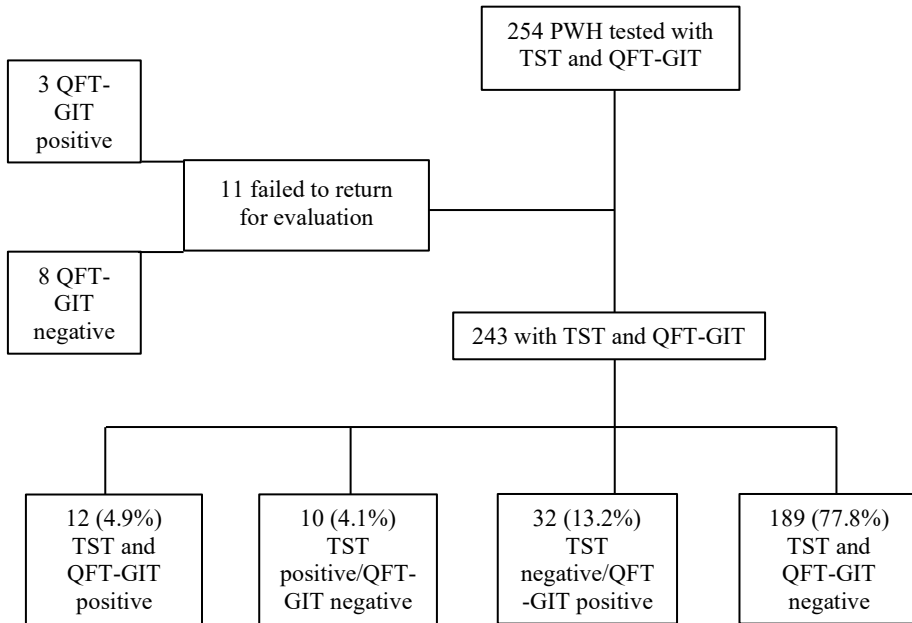 254 PWH tested with
TST and QFT-GIT
3 QFT-
GIT
positive
11 failed to return
for evaluation
8 QFT-
GIT
negative
243 with TST and QFT-GIT
12 (4.9%)
TST and
QFT-GIT
positive
10 (4.1%)
TST
positive/QFT-
GIT negative
32 (13.2%)
TST
negative/QFT
-GIT positive
189 (77.8%)
TST and
QFT-GIT
negative